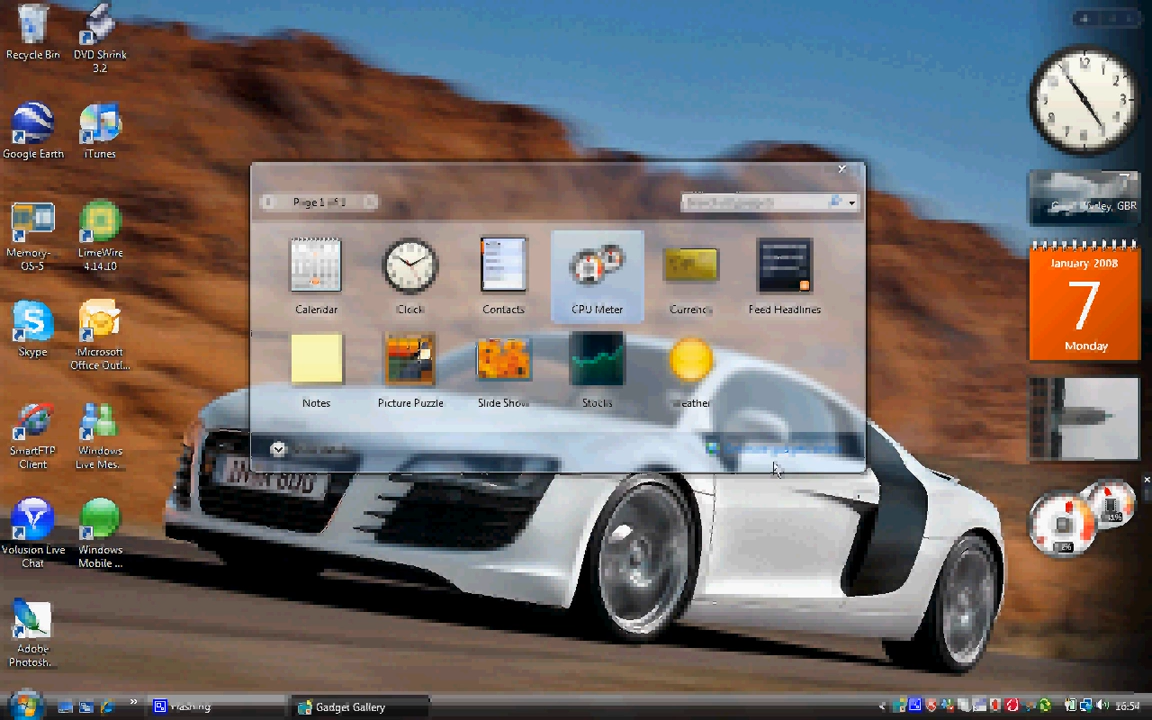 Recycle Bin
DVD Shrink
3.2
Google Earth
iTunes
Memory-
OS-5
LimeWire
4.14.10
Skype
Microsoft
Office Outl...
SmartFTP
Client
Windows
Live Mes...
Volusion Live
Chat
Windows
Mobile ...
Adobe
Photosh...
Page 1 of 1
Calendar
Clock
Contacts
CPU Meter
Currency
Feed Headlines
Notes
Picture Puzzle
Slide Show
Stocks
Weather
GBR
January 2008
7
Monday
Gadget Gallery
16:54